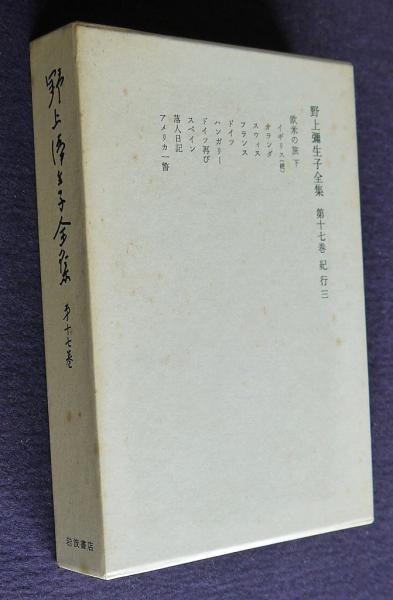 野上彌生子全集 第十七巻 紀行三
欧米の旅 下
イギリス(続)
オランダ
スウィス
フランス
ドイツ
ハンガリー
ドイツ再び
スペイン
落人日記
アメリカ一瞥
野上彌生子全集 第十七巻
岩波書店